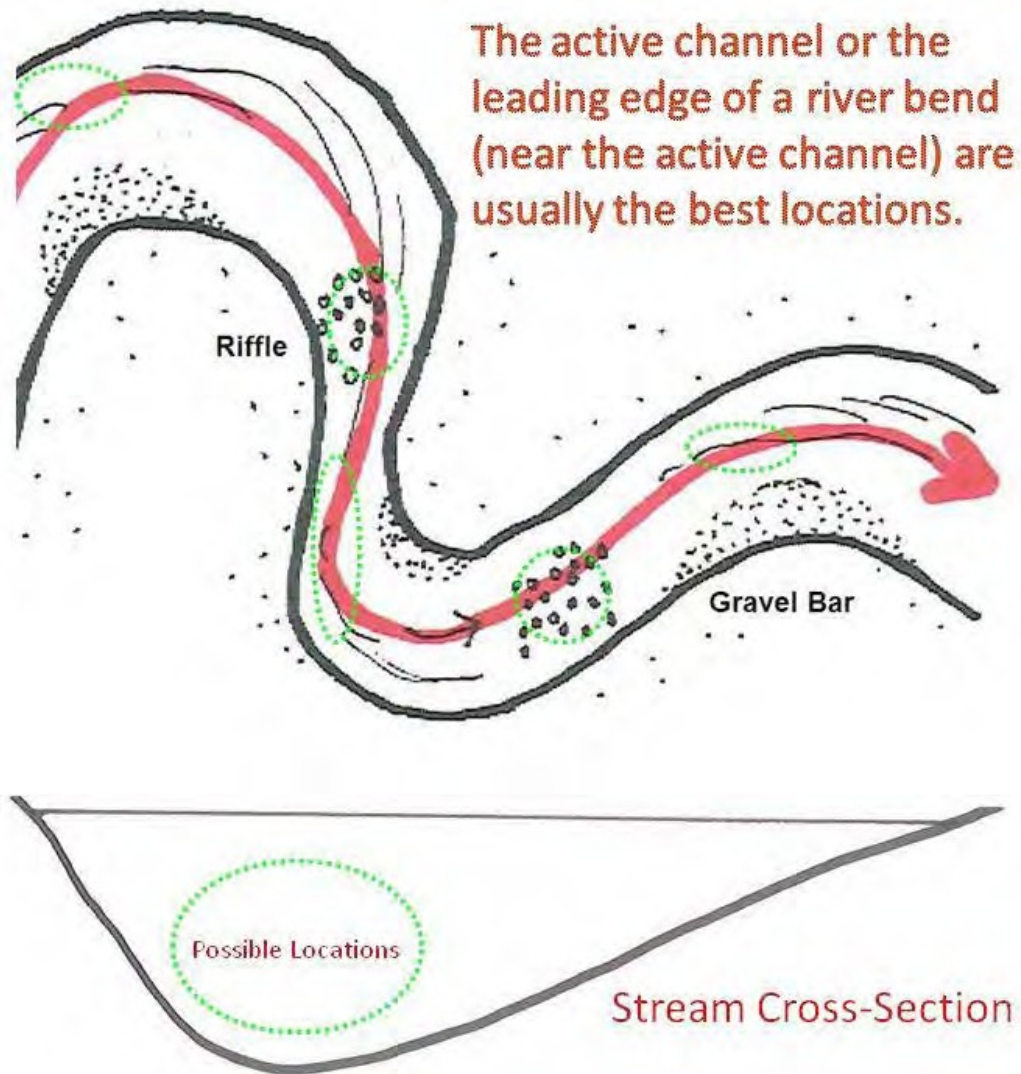 The active channel or the
leading edge of a river bend
(near the active channel) are
usually the best locations.
Riffle
Gravel Bar
Possible Locations
Stream Cross-Section